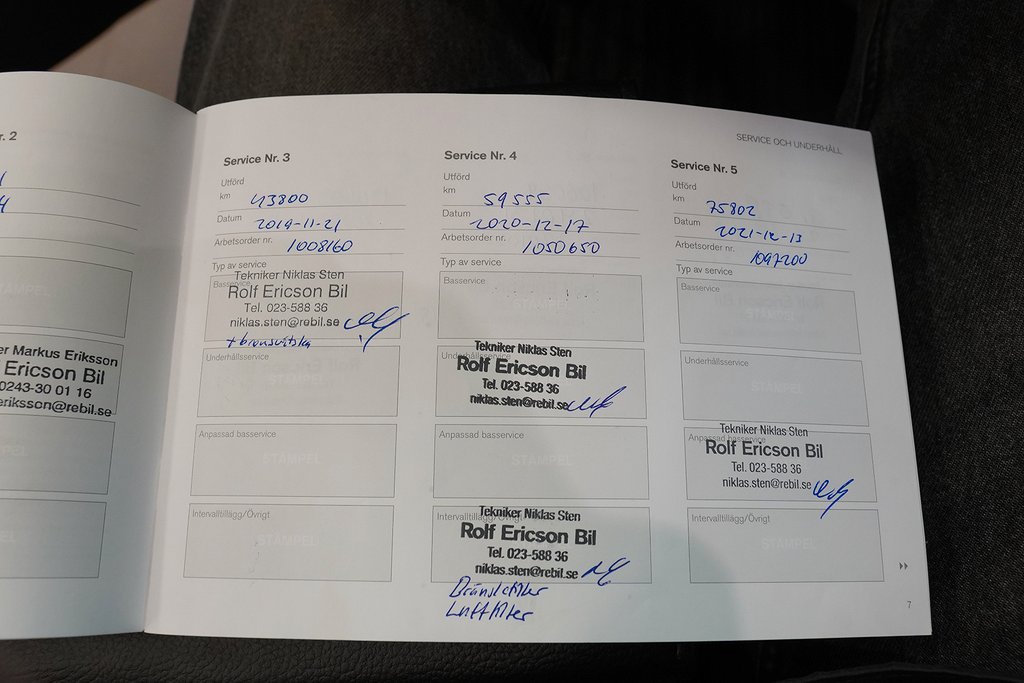 r. 2
er Markus Eriksson
Ericson Bil
0243-30 01 16
eriksson@rebil.se
SERVICE OCH UNDERHÅLL
Service Nr. 3
Utförd
km 43800
Datum 2019-11-21
Arbetsorder nr. 1008160
Typ av service
Basservice
Tekniker Niklas Sten
Rolf Ericson Bil
Tel. 023-588 36
niklas.sten@rebil.se
+ bromsvätska
Underhållsservice
STÄMPEL
Anpassad basservice
STÄMPEL
Intervalltillägg/Övrigt
STÄMPEL
Service Nr. 4
Utförd
km 59555
Datum 2020-12-17
Arbetsorder nr. 1050650
Typ av service
Basservice
STÄMPEL
Underhållsservice
Tekniker Niklas Sten
Rolf Ericson Bil
Tel. 023-588 36
niklas.sten@rebil.se
Anpassad basservice
STÄMPEL
Intervalltillägg/Övrigt
Tekniker Niklas Sten
Rolf Ericson Bil
Tel. 023-588 36
niklas.sten@rebil.se
Bränslefilter
Luftfilter
Service Nr. 5
Utförd
km 75802
Datum 2021-12-13
Arbetsorder nr. 1097200
Typ av service
Basservice
STÄMPEL
Underhållsservice
STÄMPEL
Anpassad basservice
Tekniker Niklas Sten
Rolf Ericson Bil
Tel. 023-588 36
niklas.sten@rebil.se
Intervalltillägg/Övrigt
STÄMPEL
7